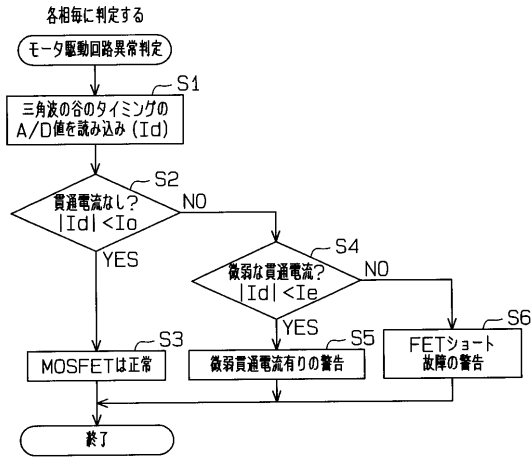 各相毎に判定する
モータ駆動回路異常判定
S1
三角波の谷のタイミングの
A/D値を読み込み(Id)
S2
貫通電流なし?
|Id|<Io
NO
YES
S4
微弱な貫通電流?
|Id|<Ie
NO
YES
S3
MOSFETは正常
S5
微弱貫通電流有りの警告
S6
FETショート
故障の警告
終了